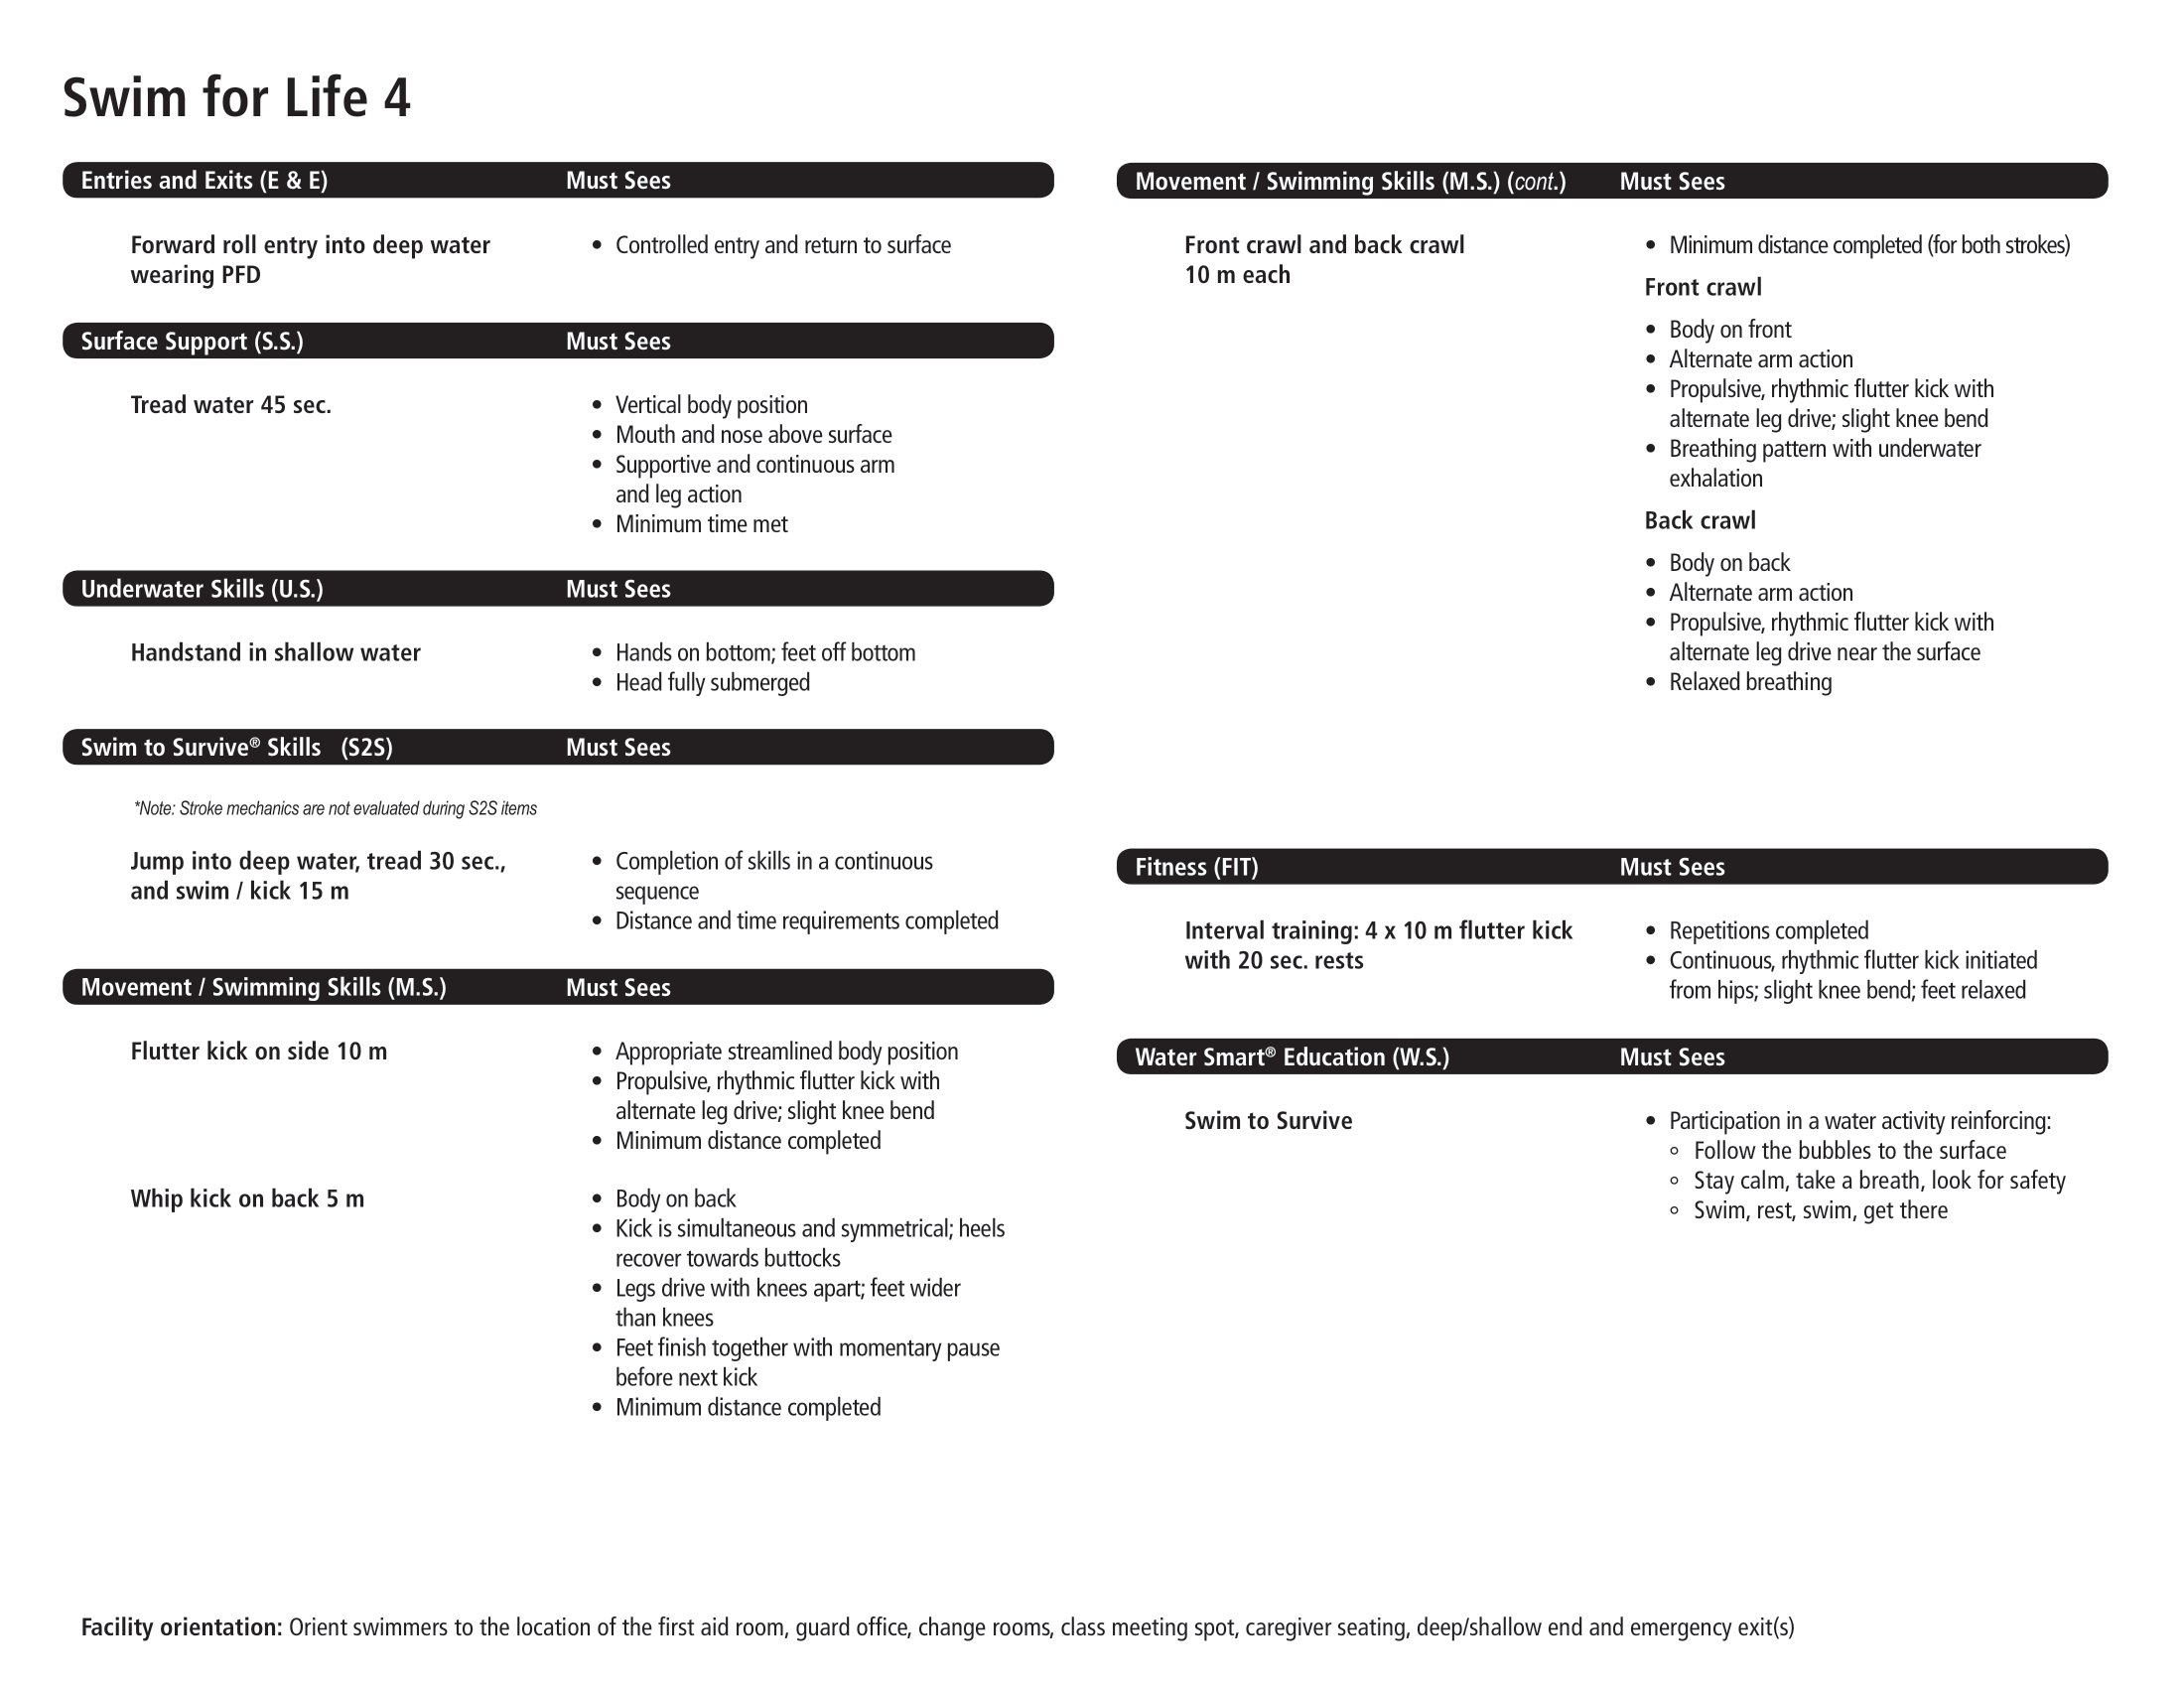 Swim for Life 4
Entries and Exits (E & E) Must Sees
Forward roll entry into deep water
wearing PFD
• Controlled entry and return to surface
Surface Support (S.S.) Must Sees
Tread water 45 sec.
• Vertical body position
• Mouth and nose above surface
• Supportive and continuous arm
and leg action
• Minimum time met
Underwater Skills (U.S.) Must Sees
Handstand in shallow water
• Hands on bottom; feet off bottom
• Head fully submerged
Swim to Survive® Skills (S2S) Must Sees
*Note: Stroke mechanics are not evaluated during S2S items
Jump into deep water, tread 30 sec.,
and swim / kick 15 m
• Completion of skills in a continuous
sequence
• Distance and time requirements completed
Movement / Swimming Skills (M.S.) Must Sees
Flutter kick on side 10 m
• Appropriate streamlined body position
• Propulsive, rhythmic flutter kick with
alternate leg drive; slight knee bend
• Minimum distance completed
Whip kick on back 5 m
• Body on back
• Kick is simultaneous and symmetrical; heels
recover towards buttocks
• Legs drive with knees apart; feet wider
than knees
• Feet finish together with momentary pause
before next kick
• Minimum distance completed
Movement / Swimming Skills (M.S.) (cont.) Must Sees
Front crawl and back crawl
10 m each
• Minimum distance completed (for both strokes)
Front crawl
• Body on front
• Alternate arm action
• Propulsive, rhythmic flutter kick with
alternate leg drive; slight knee bend
• Breathing pattern with underwater
exhalation
Back crawl
• Body on back
• Alternate arm action
• Propulsive, rhythmic flutter kick with
alternate leg drive near the surface
• Relaxed breathing
Fitness (FIT) Must Sees
Interval training: 4 x 10 m flutter kick
with 20 sec. rests
• Repetitions completed
• Continuous, rhythmic flutter kick initiated
from hips; slight knee bend; feet relaxed
Water Smart® Education (W.S.) Must Sees
Swim to Survive
• Participation in a water activity reinforcing:
◦ Follow the bubbles to the surface
◦ Stay calm, take a breath, look for safety
◦ Swim, rest, swim, get there
Facility orientation: Orient swimmers to the location of the first aid room, guard office, change rooms, class meeting spot, caregiver seating, deep/shallow end and emergency exit(s)